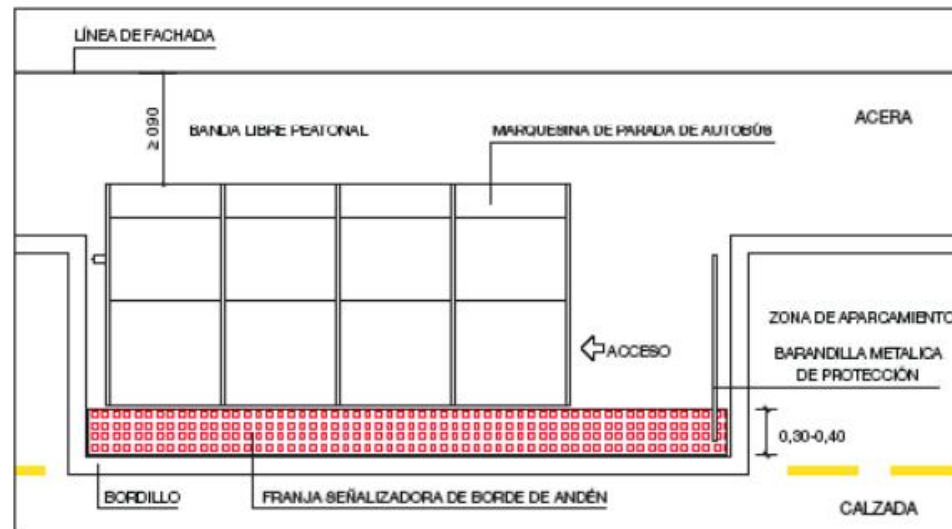 LÍNEA DE FACHADA
≥ 090
BANDA LIBRE PEATONAL
MARQUESINA DE PARADA DE AUTOBÚS
ACERA
ZONA DE APARCAMIENTO
ACCESO
BARANDILLA METALICA
DE PROTECCIÓN
0,30-0,40
BORDILLO
FRANJA SEÑALIZADORA DE BORDE DE ANDÉN
CALZADA